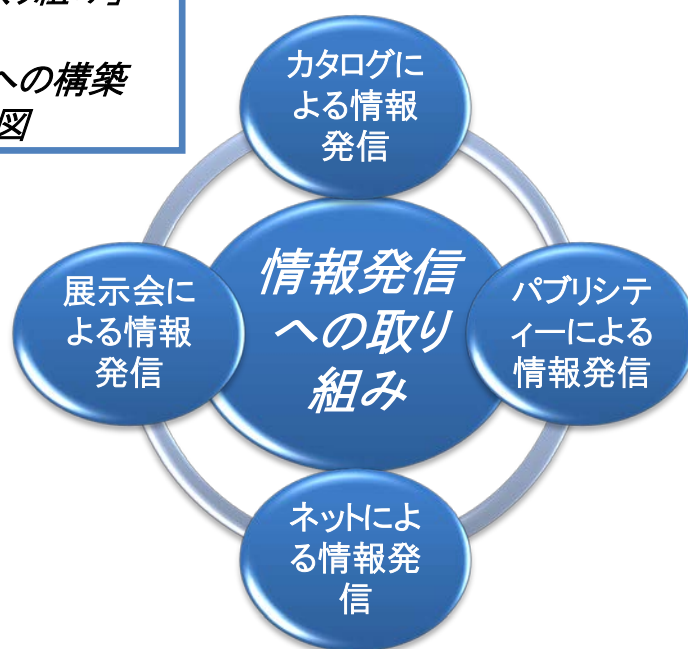 への構築
図
カタログに
よる情報
発信
情報発信
への取り
組み
展示会に
よる情報
発信
パブリシテ
ィーによる
情報発信
ネットによ
る情報発
信